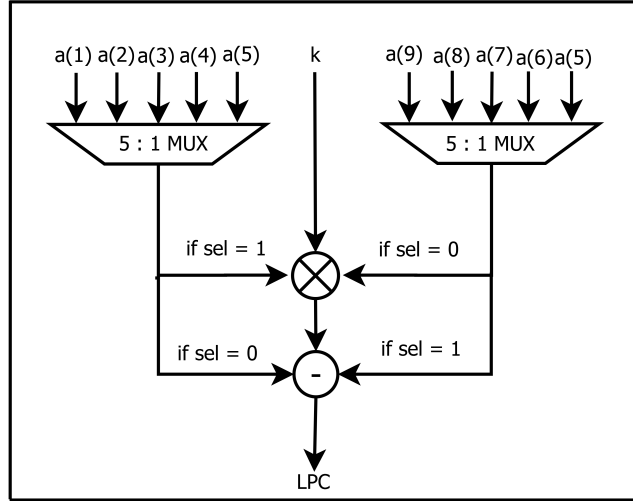 a(1) a(2) a(3) a(4) a(5) k a(9) a(8) a(7) a(6) a(5)
5 : 1 MUX 5 : 1 MUX
if sel = 1 if sel = 0
if sel = 0 if sel = 1
-
LPC